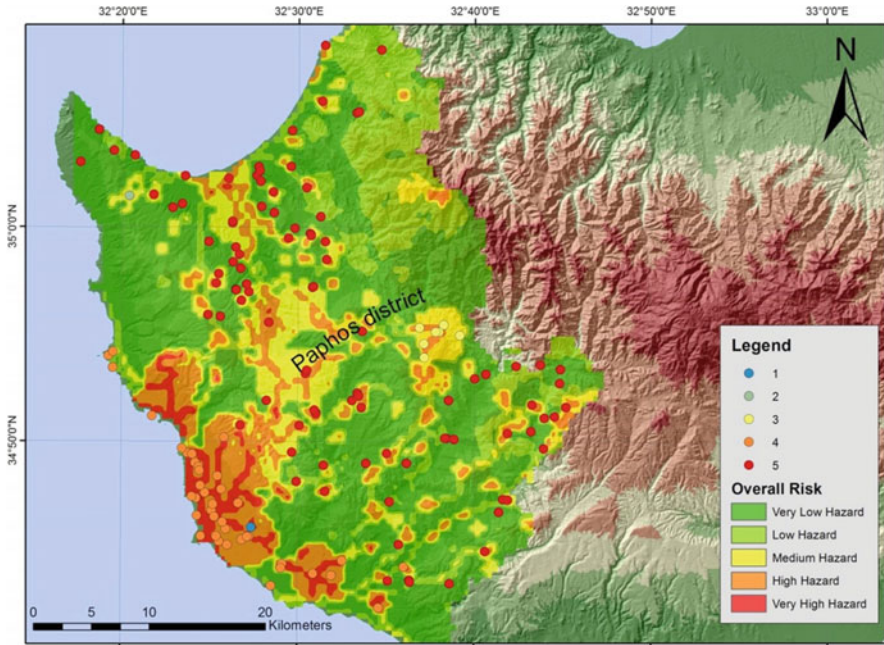 32°20'0"E 32°30'0"E 32°40'0"E 32°50'0"E 33°0'0"E
N
35°0'0"N
34°50'0"N
Paphos district
Legend
1
2
3
4
5
Overall Risk
Very Low Hazard
Low Hazard
Medium Hazard
High Hazard
Very High Hazard
0 5 10 20
Kilometers